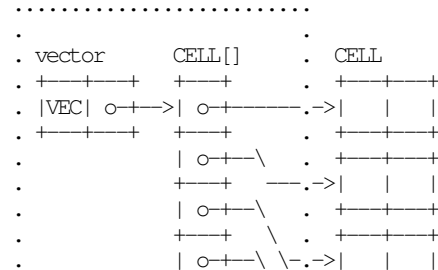 ...........................
.                         .
. vector       CELL[]     .  CELL
. +---+---+    +---+      .  +---+---+
. |VEC| o-+-->| o-+------.->|   |   |
. +---+---+    +---+      .  +---+---+
.              | o-+--\   .  +---+---+
.              +---+   ---.->|   |   |
.              | o-+--\   .  +---+---+
.              +---+   \  .  +---+---+
.              | o-+--\ \-.->|   |   |